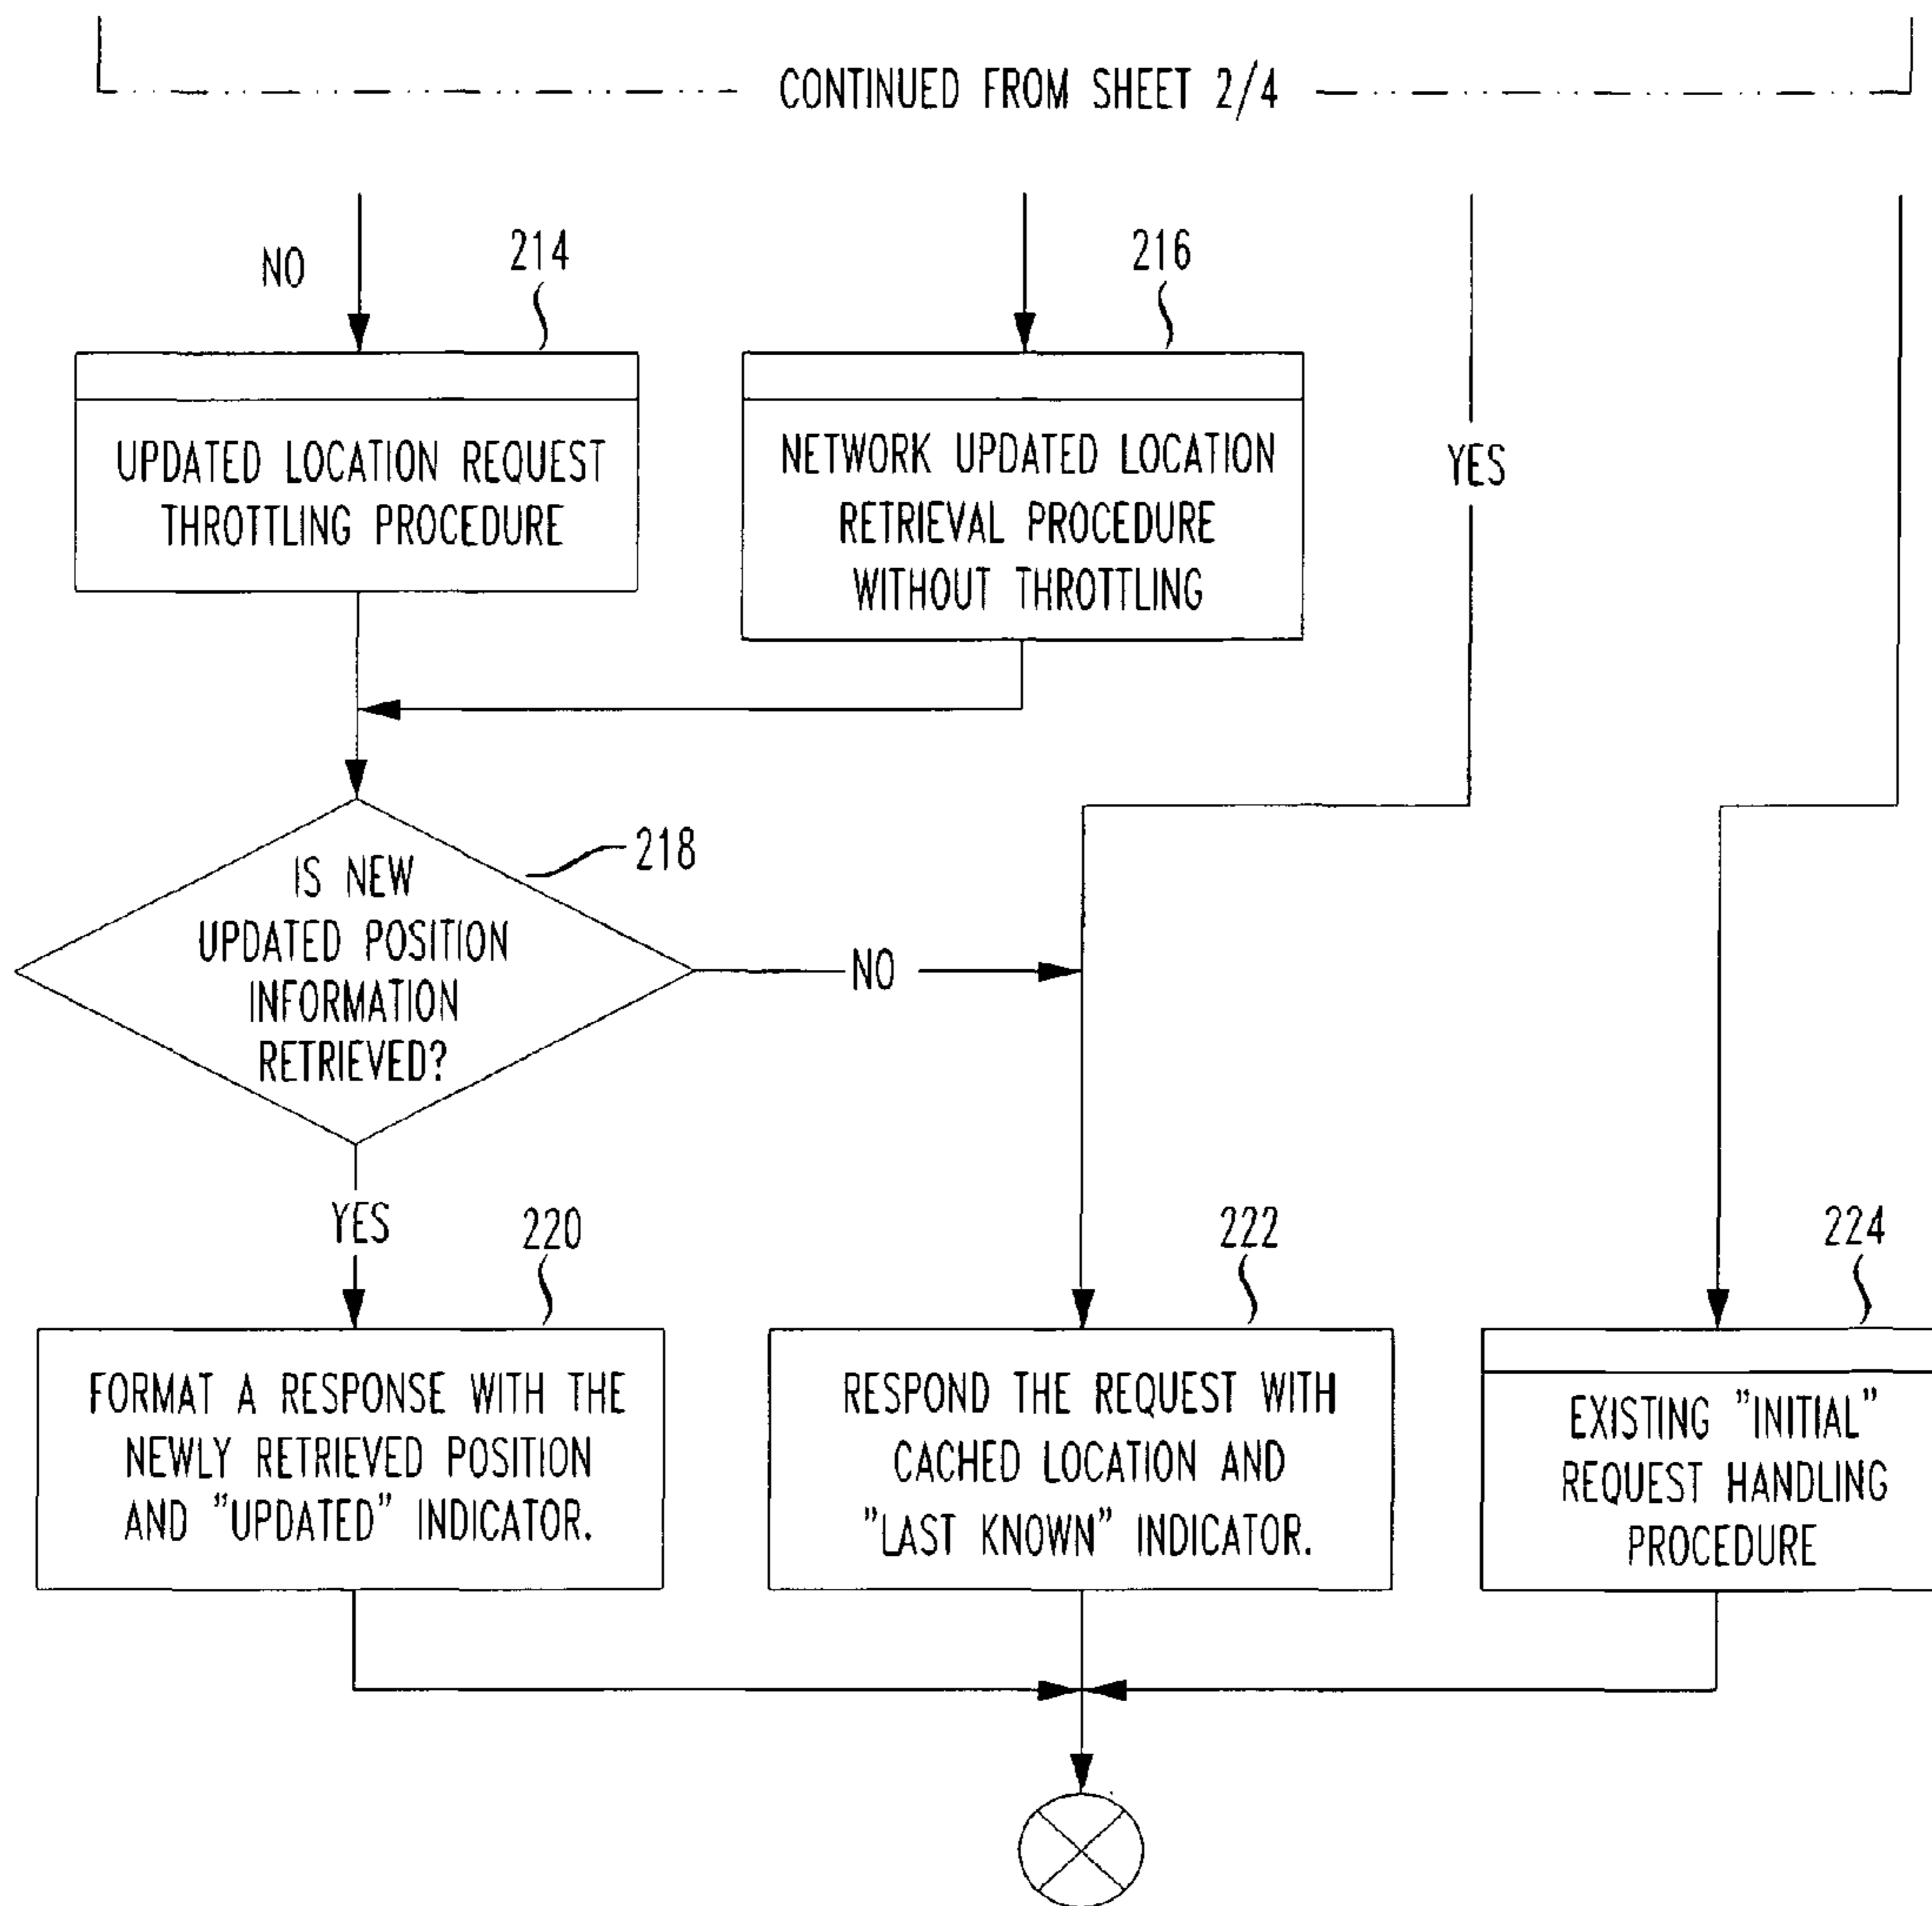 CONTINUED FROM SHEET 2/4
NO
214
216
UPDATED LOCATION REQUEST
THROTTLING PROCEDURE
NETWORK UPDATED LOCATION
RETRIEVAL PROCEDURE
WITHOUT THROTTLING
YES
218
IS NEW
UPDATED POSITION
INFORMATION
RETRIEVED?
NO
YES
220
222
224
FORMAT A RESPONSE WITH THE
NEWLY RETRIEVED POSITION
AND "UPDATED" INDICATOR.
RESPOND THE REQUEST WITH
CACHED LOCATION AND
"LAST KNOWN" INDICATOR.
EXISTING "INITIAL"
REQUEST HANDLING
PROCEDURE